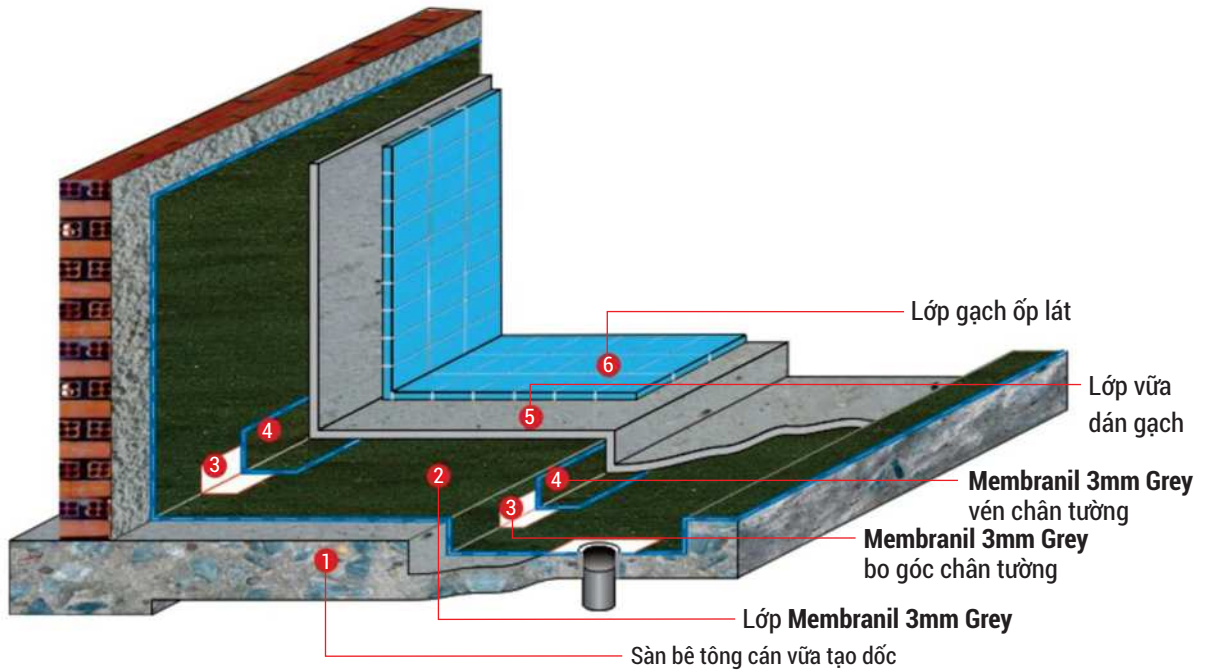 Lớp gạch ốp lát
6
Lớp vữa
dán gạch
5
4
3
2
4
Membranil 3mm Grey
vén chân tường
3
Membranil 3mm Grey
bo góc chân tường
1
Lớp Membranil 3mm Grey
Sàn bê tông cán vữa tạo dốc